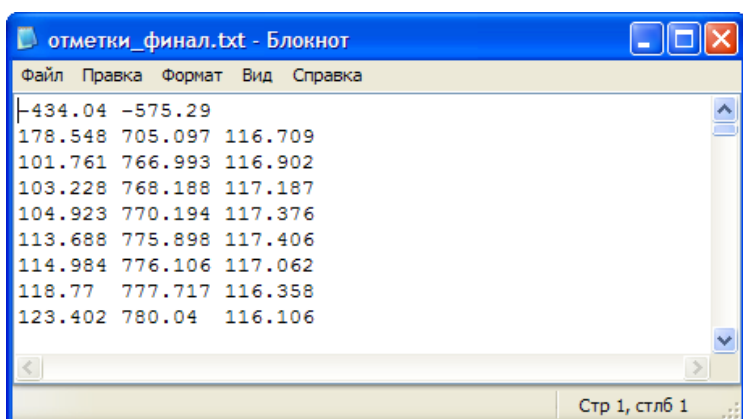 отметки_финал.txt - Блокнот
Файл Правка Формат Вид Справка
-434.04 -575.29
178.548 705.097 116.709
101.761 766.993 116.902
103.228 768.188 117.187
104.923 770.194 117.376
113.688 775.898 117.406
114.984 776.106 117.062
118.77 777.717 116.358
123.402 780.04 116.106
Стр 1, стлб 1